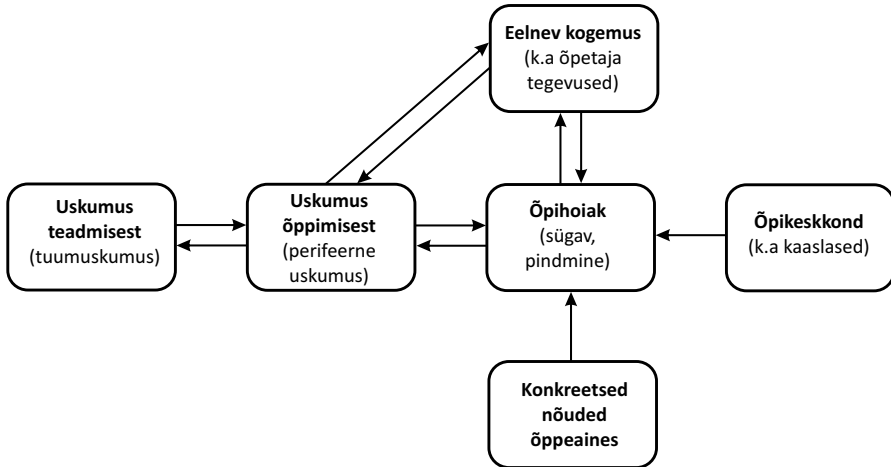 Eelnev kogemus
(k.a õpetaja
tegevused)
Uskumus
teadmisest
(tuumuskumus)
Uskumus
õppimisest
(perifeerne
uskumus)
Õpihoiak
(sügav,
pindmine)
Õpikeskkond
(k.a kaaslased)
Konkreetsed
nõuded
õppeaines